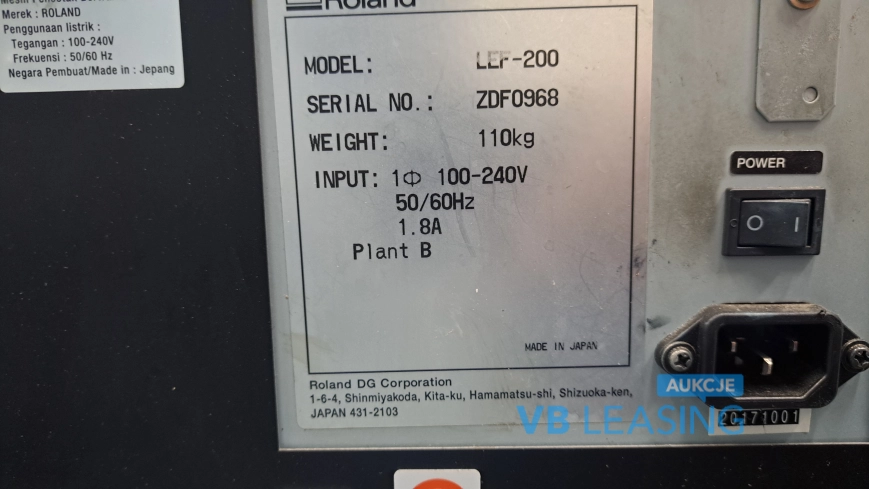 Merek : ROLAND
Penggunaan listrik :
Tegangan : 100-240V
Frekuensi : 50/60 Hz
Negara Pembuat/Made in : Jepang
Roland
MODEL: LEF-200
SERIAL NO.: ZDF0968
WEIGHT: 110kg
INPUT: 1Φ 100-240V
50/60Hz
1.8A
Plant B
MADE IN JAPAN
Roland DG Corporation
1-6-4, Shinmiyakoda, Kita-ku, Hamamatsu-shi, Shizuoka-ken,
JAPAN 431-2103
POWER
O I
AUKCJE
VB LEASING
20171001